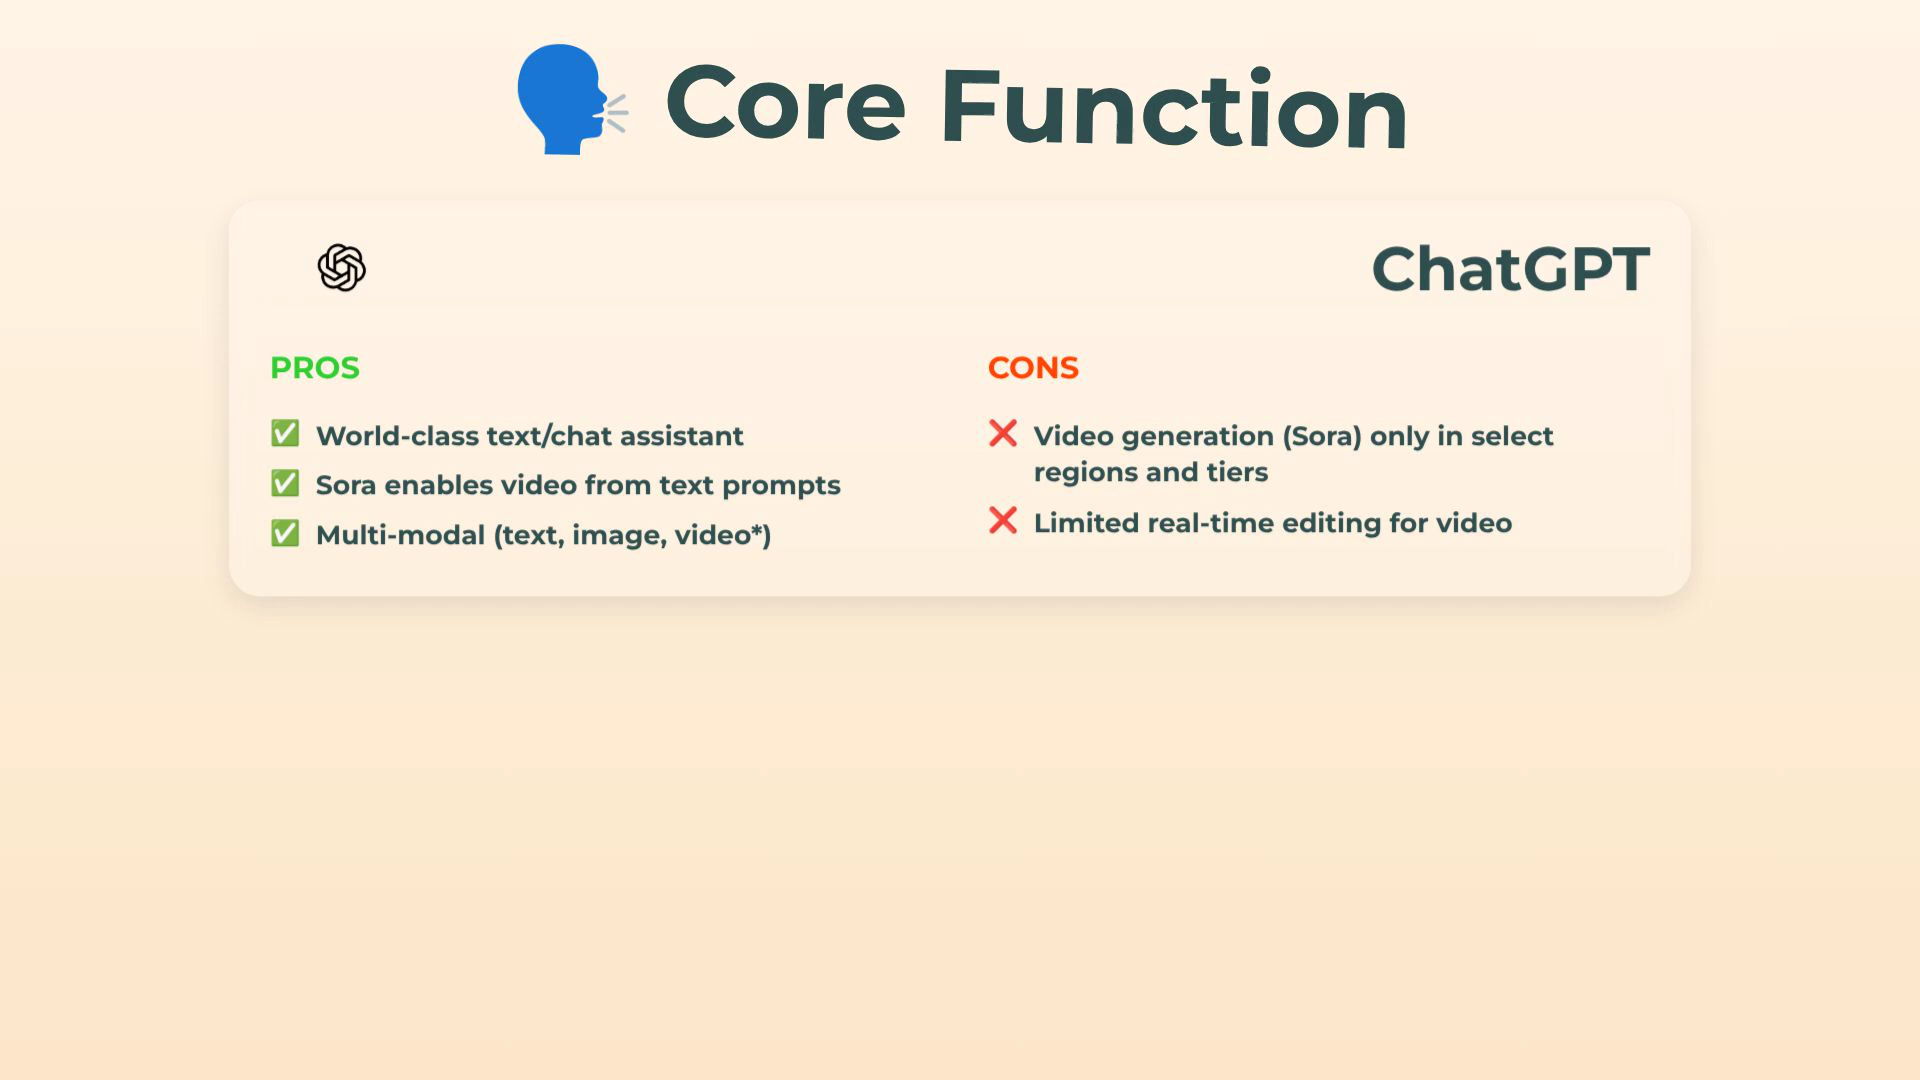 Core Function
ChatGPT
PROS
World-class text/chat assistant
Sora enables video from text prompts
Multi-modal (text, image, video*)
CONS
Video generation (Sora) only in select
regions and tiers
Limited real-time editing for video